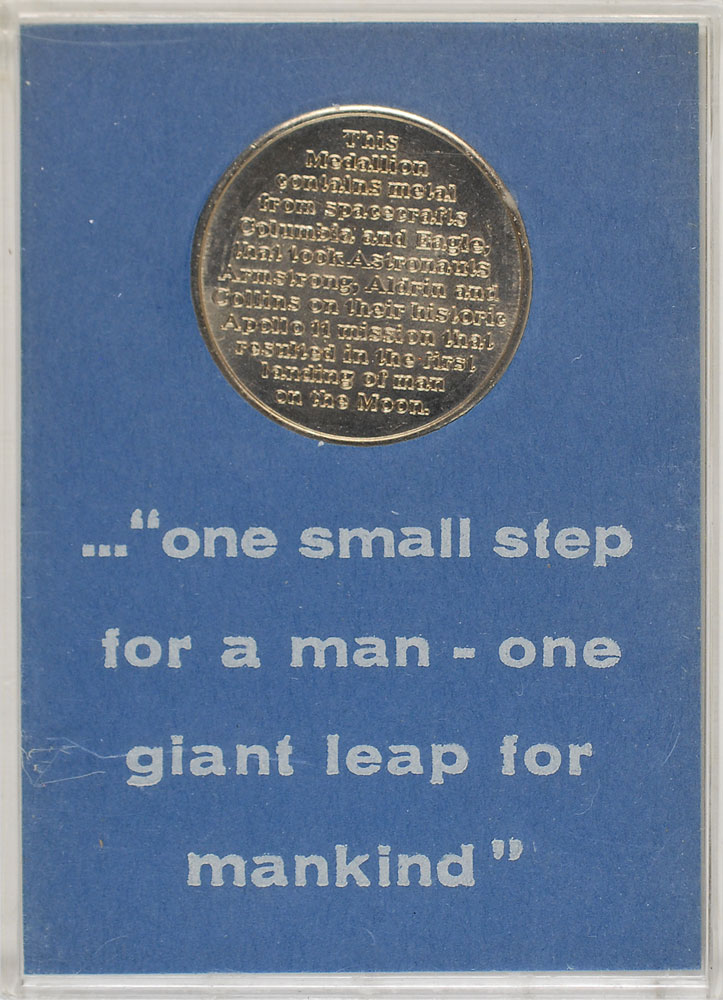 This
Medallion
contains metal
from spacecrafts
Columbia and Eagle,
that took Astronauts
Armstrong, Aldrin and
Collins on their historic
Apollo 11 mission that
resulted in the first
landing of man
on the Moon.
..."one small step
for a man - one
giant leap for
mankind"